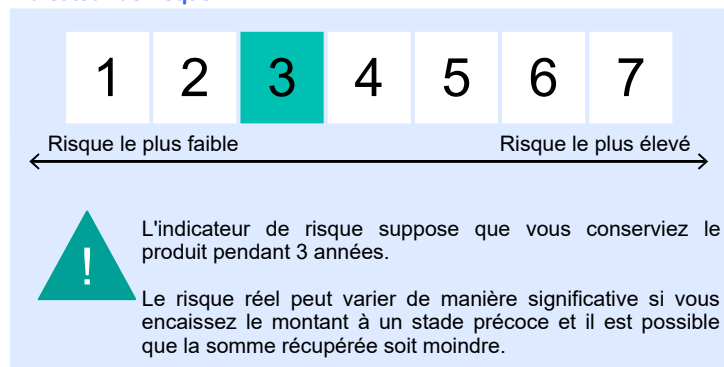 1 2 3 4 5 6 7
Risque le plus faible Risque le plus élevé
!
L'indicateur de risque suppose que vous conserviez le
produit pendant 3 années.
Le risque réel peut varier de manière significative si vous
encaissez le montant à un stade précoce et il est possible
que la somme récupérée soit moindre.